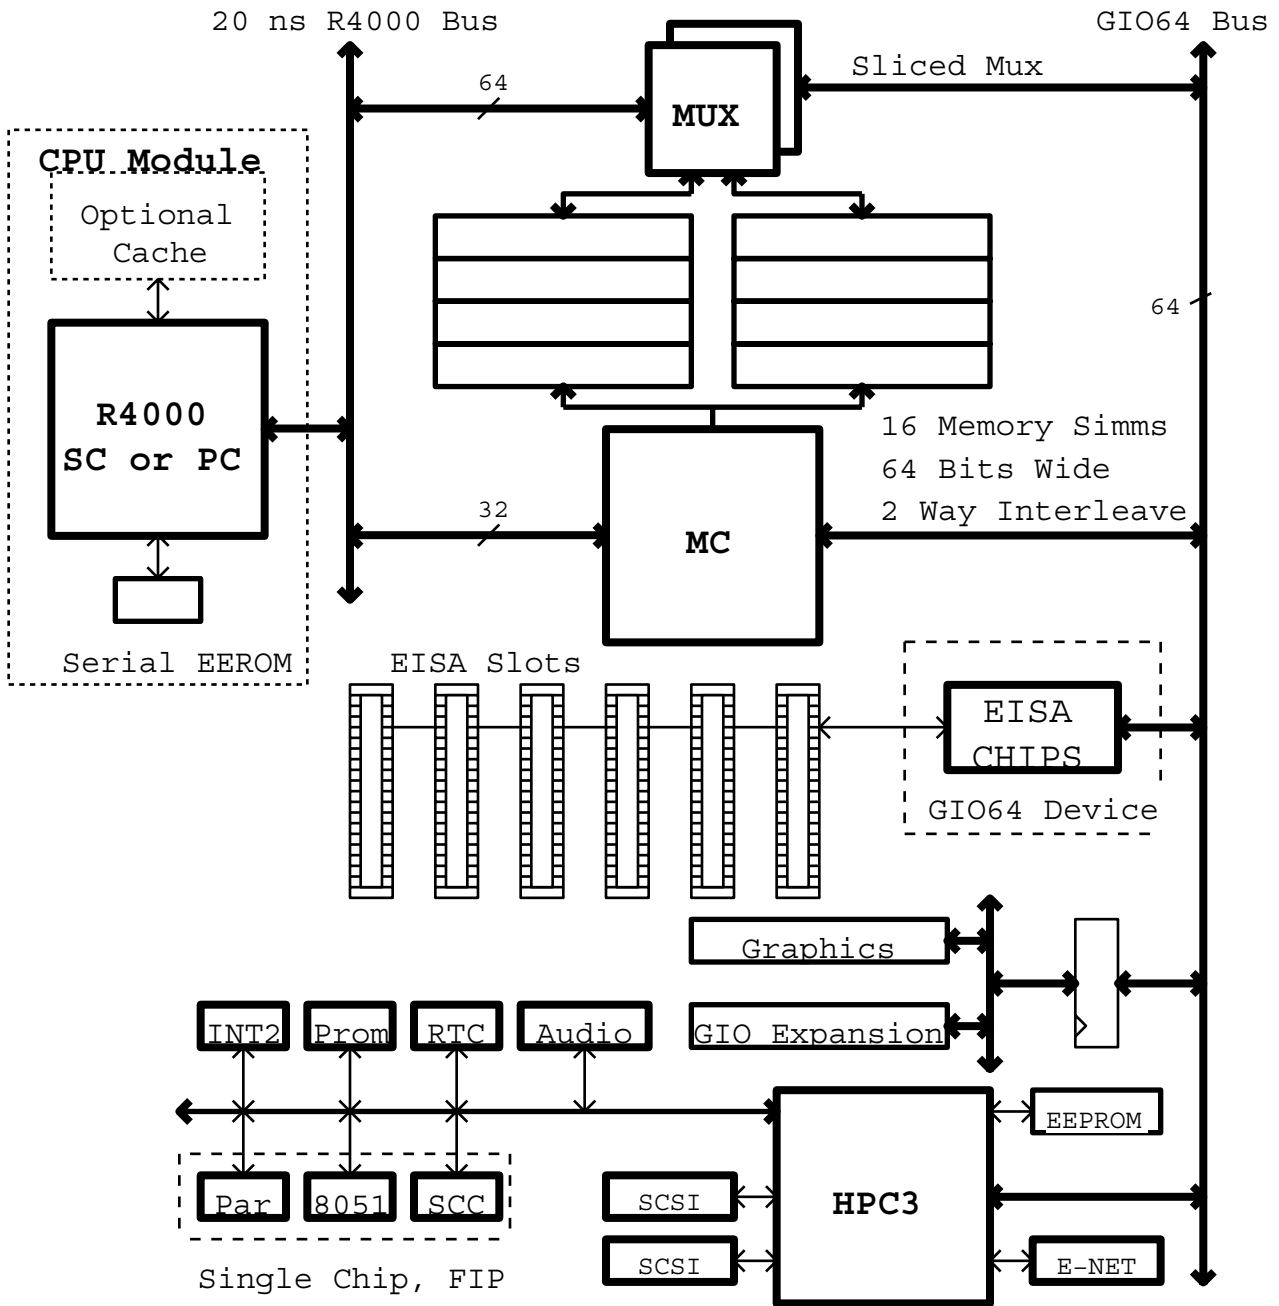 20 ns R4000 Bus
GIO64 Bus
Sliced Mux
64
MUX
CPU Module
Optional
Cache
64
R4000
SC or PC
16 Memory Simms
64 Bits Wide
2 Way Interleave
32
MC
Serial EEROM
EISA Slots
EISA
CHIPS
GIO64 Device
Graphics
GIO Expansion
INT2
Prom
RTC
Audio
EEPROM
Par
8051
SCC
SCSI
HPC3
SCSI
E-NET
Single Chip, FIP